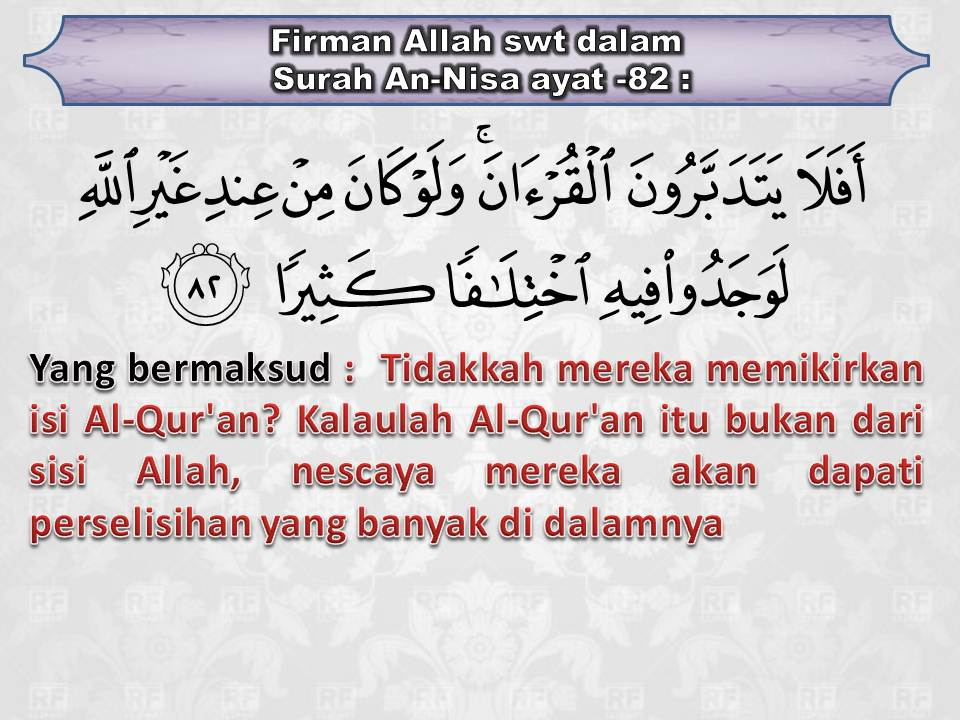 Firman Allah swt dalam
Surah An-Nisa ayat -82 :
أَفَلَا يَتَدَبَّرُونَ ٱلْقُرْءَانَ ۚ وَلَوْ كَانَ مِنْ عِندِ غَيْرِ ٱللَّهِ
لَوَجَدُوا۟ فِيهِ ٱخْتِلَـٰفًا كَثِيرًا ٨٢
Yang bermaksud : Tidakkah mereka memikirkan
isi Al-Qur'an? Kalaulah Al-Qur'an itu bukan dari
sisi Allah, nescaya mereka akan dapati
perselisihan yang banyak di dalamnya